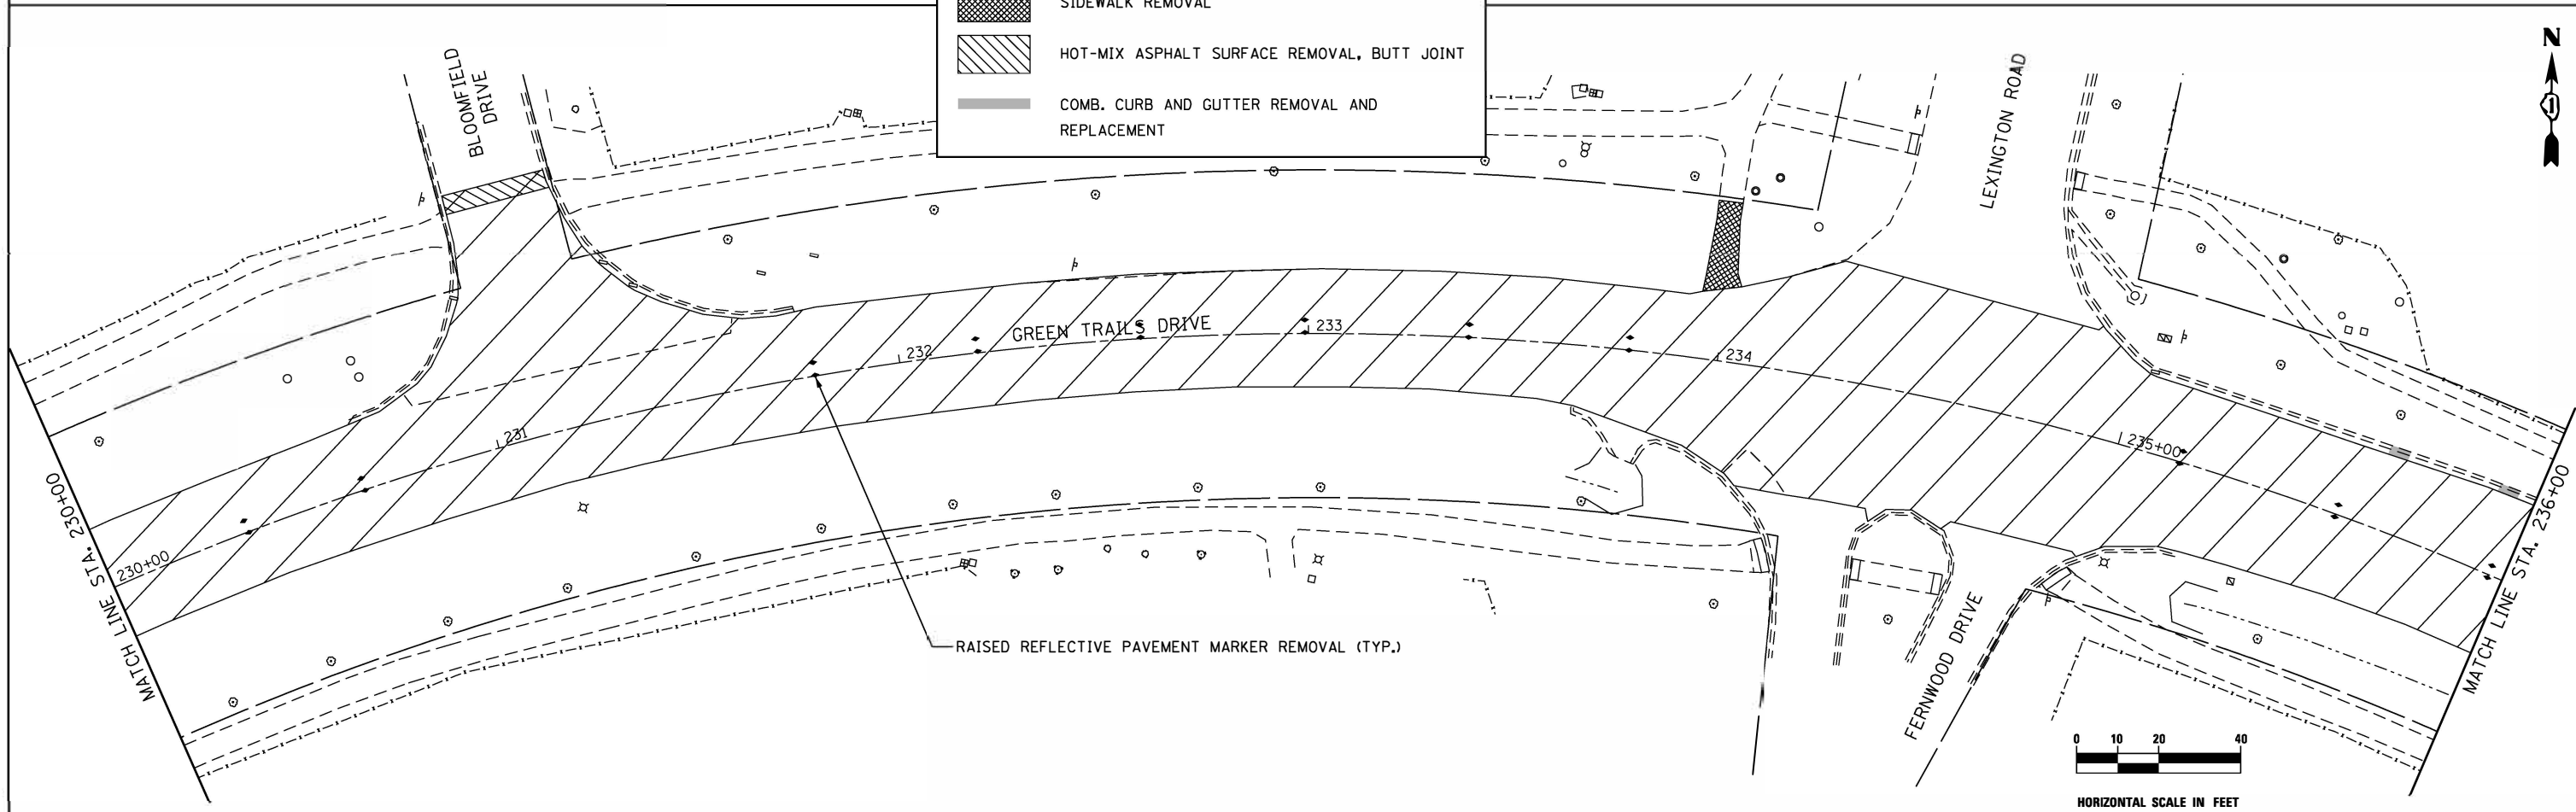 SIDEWALK REMOVAL
HOT-MIX ASPHALT SURFACE REMOVAL, BUTT JOINT
COMB. CURB AND GUTTER REMOVAL AND
REPLACEMENT
N
1
BLOOMFIELD
DRIVE
LEXINGTON ROAD
GREEN TRAILS DRIVE
230+00
231
232
233
234
235+00
MATCH LINE STA. 230+00
MATCH LINE STA. 236+00
RAISED REFLECTIVE PAVEMENT MARKER REMOVAL (TYP.)
FERNWOOD DRIVE
0 10 20 40
HORIZONTAL SCALE IN FEET